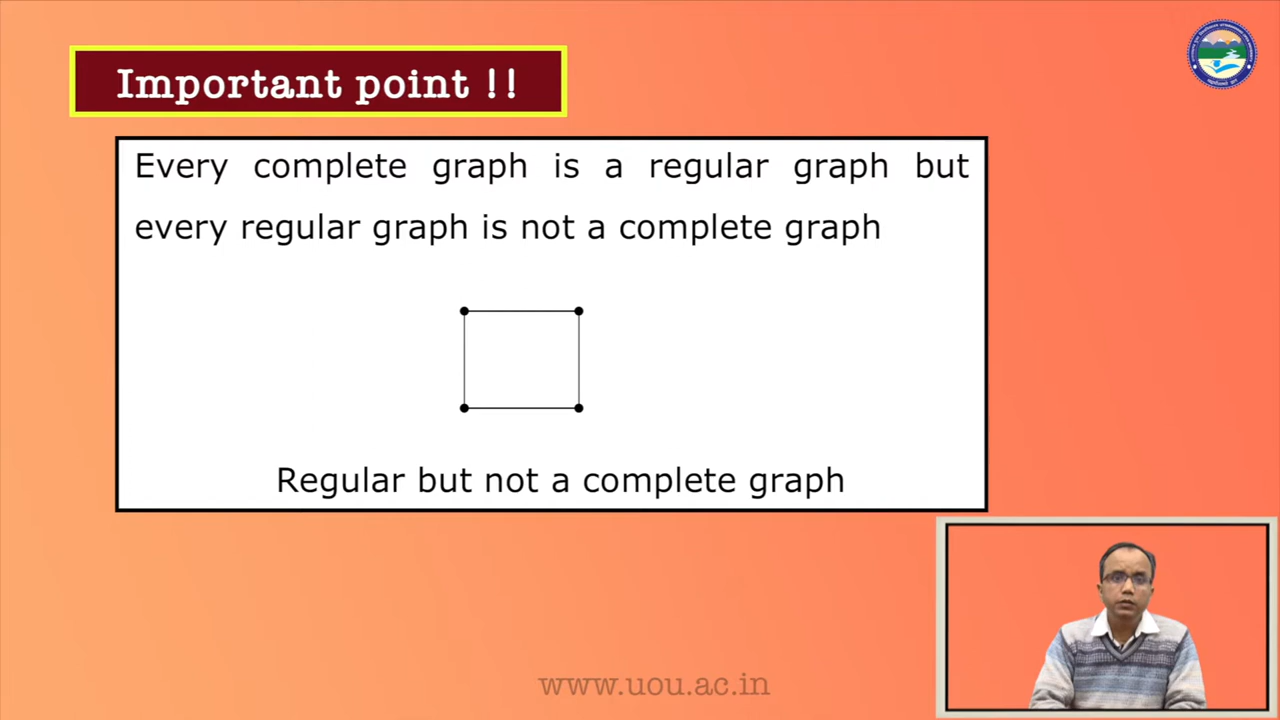 Important point !!
Every complete graph is a regular graph but
every regular graph is not a complete graph
Regular but not a complete graph
www.uou.ac.in